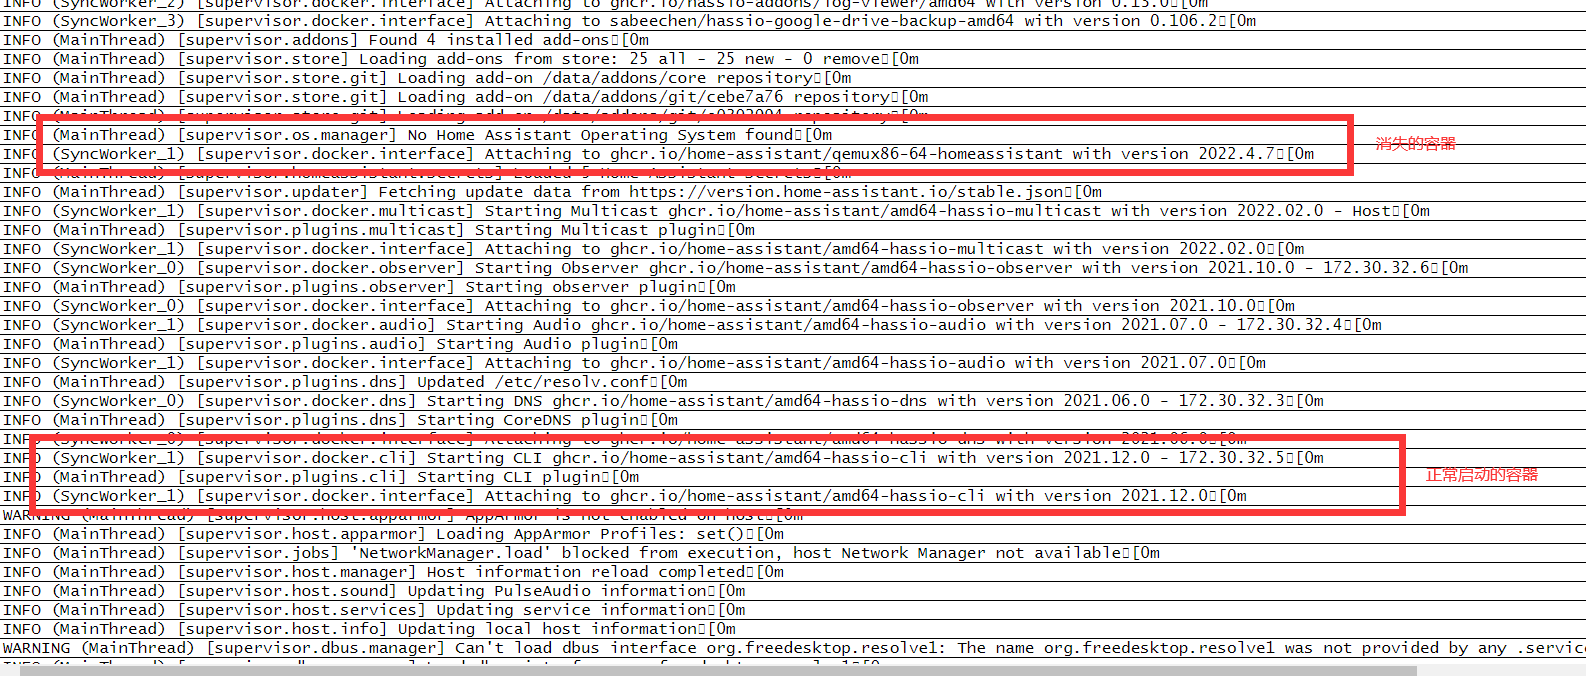 INFO (SyncWorker_2) [supervisor.docker.interface] Attaching to ghcr.io/hassio-addons/log-viewer/amd64 with version 0.13.0▯[0m
INFO (SyncWorker_3) [supervisor.docker.interface] Attaching to sabeechen/hassio-google-drive-backup-amd64 with version 0.106.2▯[0m
INFO (MainThread) [supervisor.addons] Found 4 installed add-ons▯[0m
INFO (MainThread) [supervisor.store] Loading add-ons from store: 25 all - 25 new - 0 remove▯[0m
INFO (MainThread) [supervisor.store.git] Loading add-on /data/addons/core repository▯[0m
INFO (MainThread) [supervisor.store.git] Loading add-on /data/addons/git/cebe7a76 repository▯[0m
INFO (MainThread) [supervisor.store.git] Loading add-on /data/addons/git/a0d7b954 repository▯[0m
INFO (MainThread) [supervisor.os.manager] No Home Assistant Operating System found▯[0m
INFO (SyncWorker_1) [supervisor.docker.interface] Attaching to ghcr.io/home-assistant/qemux86-64-homeassistant with version 2022.4.7▯[0m
消失的容器
INFO (MainThread) [supervisor.homeassistant.secrets] Loaded 5 Home Assistant secrets▯[0m
INFO (MainThread) [supervisor.updater] Fetching update data from https://version.home-assistant.io/stable.json▯[0m
INFO (SyncWorker_1) [supervisor.docker.multicast] Starting Multicast ghcr.io/home-assistant/amd64-hassio-multicast with version 2022.02.0 - Host▯[0m
INFO (MainThread) [supervisor.plugins.multicast] Starting Multicast plugin▯[0m
INFO (SyncWorker_1) [supervisor.docker.interface] Attaching to ghcr.io/home-assistant/amd64-hassio-multicast with version 2022.02.0▯[0m
INFO (SyncWorker_0) [supervisor.docker.observer] Starting Observer ghcr.io/home-assistant/amd64-hassio-observer with version 2021.10.0 - 172.30.32.6▯[0m
INFO (MainThread) [supervisor.plugins.observer] Starting observer plugin▯[0m
INFO (SyncWorker_0) [supervisor.docker.interface] Attaching to ghcr.io/home-assistant/amd64-hassio-observer with version 2021.10.0▯[0m
INFO (SyncWorker_1) [supervisor.docker.audio] Starting Audio ghcr.io/home-assistant/amd64-hassio-audio with version 2021.07.0 - 172.30.32.4▯[0m
INFO (MainThread) [supervisor.plugins.audio] Starting Audio plugin▯[0m
INFO (SyncWorker_1) [supervisor.docker.interface] Attaching to ghcr.io/home-assistant/amd64-hassio-audio with version 2021.07.0▯[0m
INFO (MainThread) [supervisor.plugins.dns] Updated /etc/resolv.conf▯[0m
INFO (SyncWorker_0) [supervisor.docker.dns] Starting DNS ghcr.io/home-assistant/amd64-hassio-dns with version 2021.06.0 - 172.30.32.3▯[0m
INFO (MainThread) [supervisor.plugins.dns] Starting CoreDNS plugin▯[0m
INFO (SyncWorker_0) [supervisor.docker.interface] Attaching to ghcr.io/home-assistant/amd64-hassio-dns with version 2021.06.0▯[0m
INFO (SyncWorker_1) [supervisor.docker.cli] Starting CLI ghcr.io/home-assistant/amd64-hassio-cli with version 2021.12.0 - 172.30.32.5▯[0m
INFO (MainThread) [supervisor.plugins.cli] Starting CLI plugin▯[0m
正常启动的容器
INFO (SyncWorker_1) [supervisor.docker.interface] Attaching to ghcr.io/home-assistant/amd64-hassio-cli with version 2021.12.0▯[0m
WARNING (MainThread) [supervisor.host.apparmor] AppArmor is not enabled on host▯[0m
INFO (MainThread) [supervisor.host.apparmor] Loading AppArmor Profiles: set()▯[0m
INFO (MainThread) [supervisor.jobs] 'NetworkManager.load' blocked from execution, host Network Manager not available▯[0m
INFO (MainThread) [supervisor.host.manager] Host information reload completed▯[0m
INFO (MainThread) [supervisor.host.sound] Updating PulseAudio information▯[0m
INFO (MainThread) [supervisor.host.services] Updating service information▯[0m
INFO (MainThread) [supervisor.host.info] Updating local host information▯[0m
WARNING (MainThread) [supervisor.dbus.manager] Can't load dbus interface org.freedesktop.resolve1: The name org.freedesktop.resolve1 was not provided by any .service